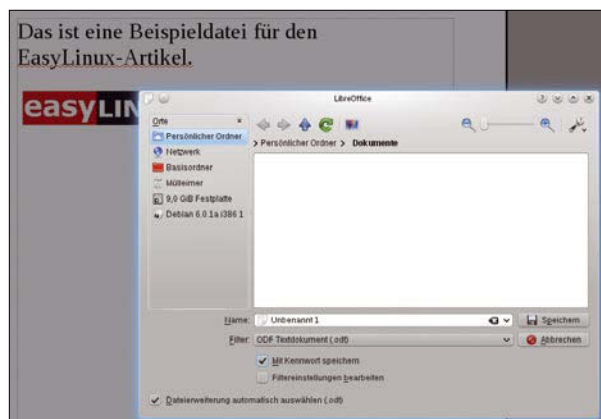 Das ist eine Beispieldatei für den
EasyLinux-Artikel.
easyLIN
LibreOffice
Orte
Persönlicher Ordner
Netzwerk
Basisordner
Mülleimer
9,0 GiB Festplatte
Debian 6.0.1a i386 1
> Persönlicher Ordner > Dokumente
Name: Unbenannt 1
Speichern
Filter: ODF Textdokument (.odt)
Abbrechen
Mit Kennwort speichern
Filtereinstellungen bearbeiten
Dateierweiterung automatisch auswählen (.odt)